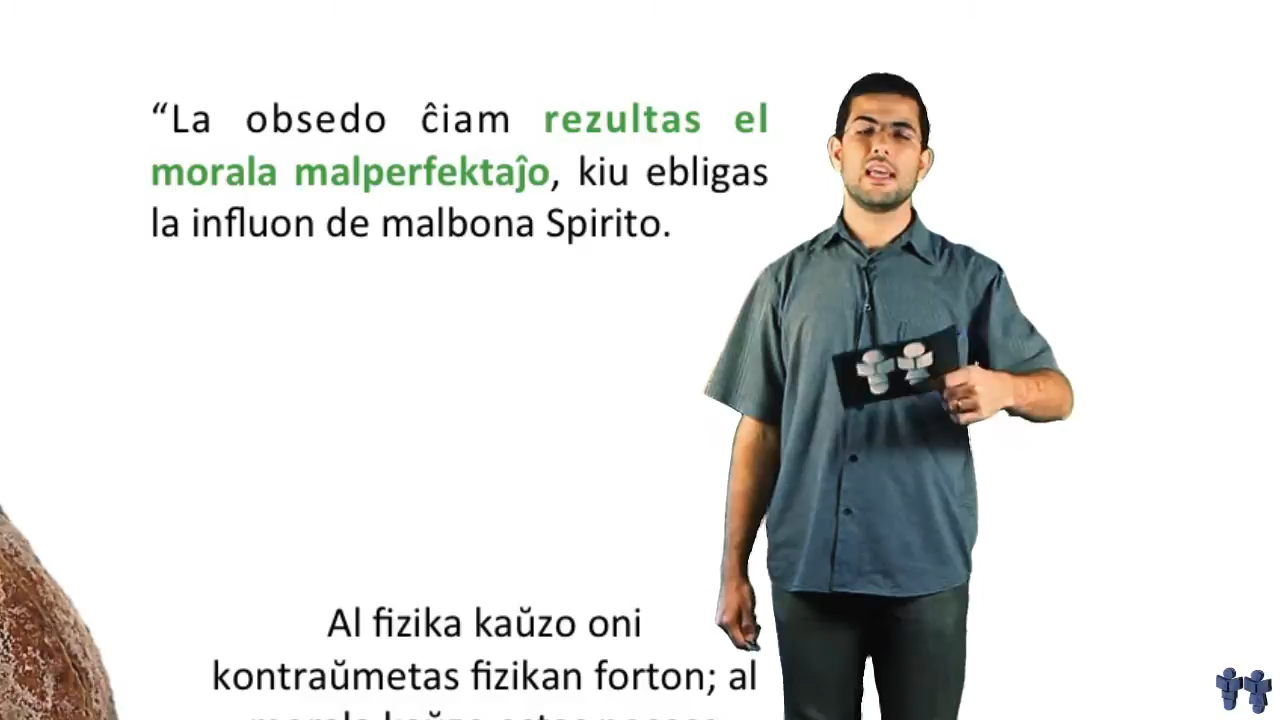 “La obsedo ĉiam rezultas el
morala malperfektaĵo, kiu ebligas
la influon de malbona Spirito.
Al fizika kaŭzo oni
kontraŭmetas fizikan forton; al